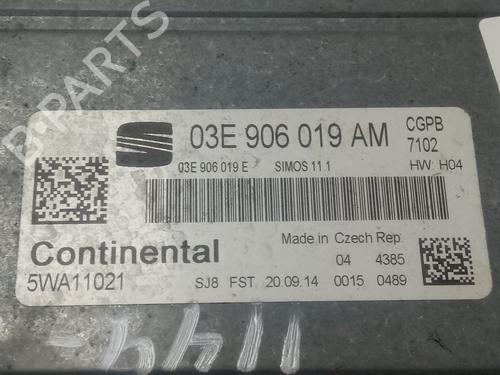 B-PARTS
03E 906 019 AM
CGPB
7102
03E 906 019 E SIMOS 11.1 HW: H04
Continental
Made in Czech Rep
5WA11021
04 4385
SJ8 FST 20.09.14 0015 0489
1144-